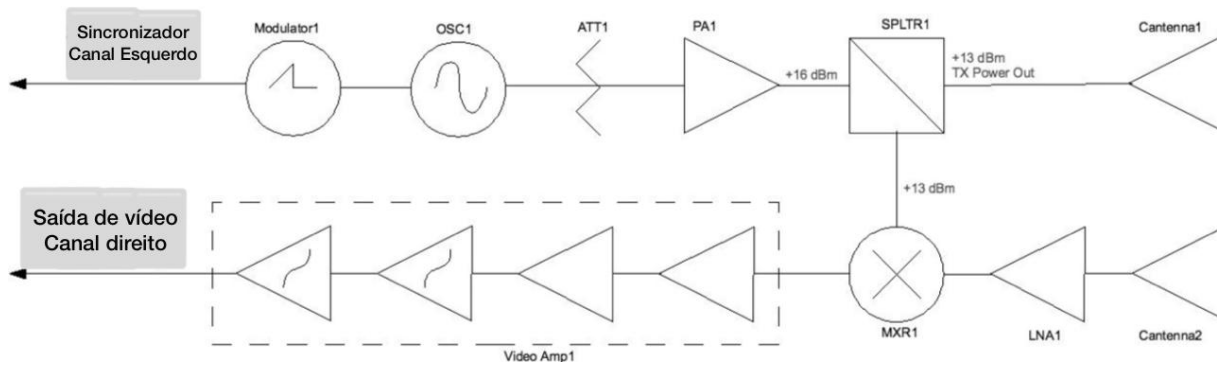 Sincronizador
Canal Esquerdo
Modulator1
OSC1
ATT1
PA1
SPLTR1
Cantenna1
+16 dBm
+13 dBm
TX Power Out
+13 dBm
Saída de vídeo
Canal direito
Video Amp1
MXR1
LNA1
Cantenna2